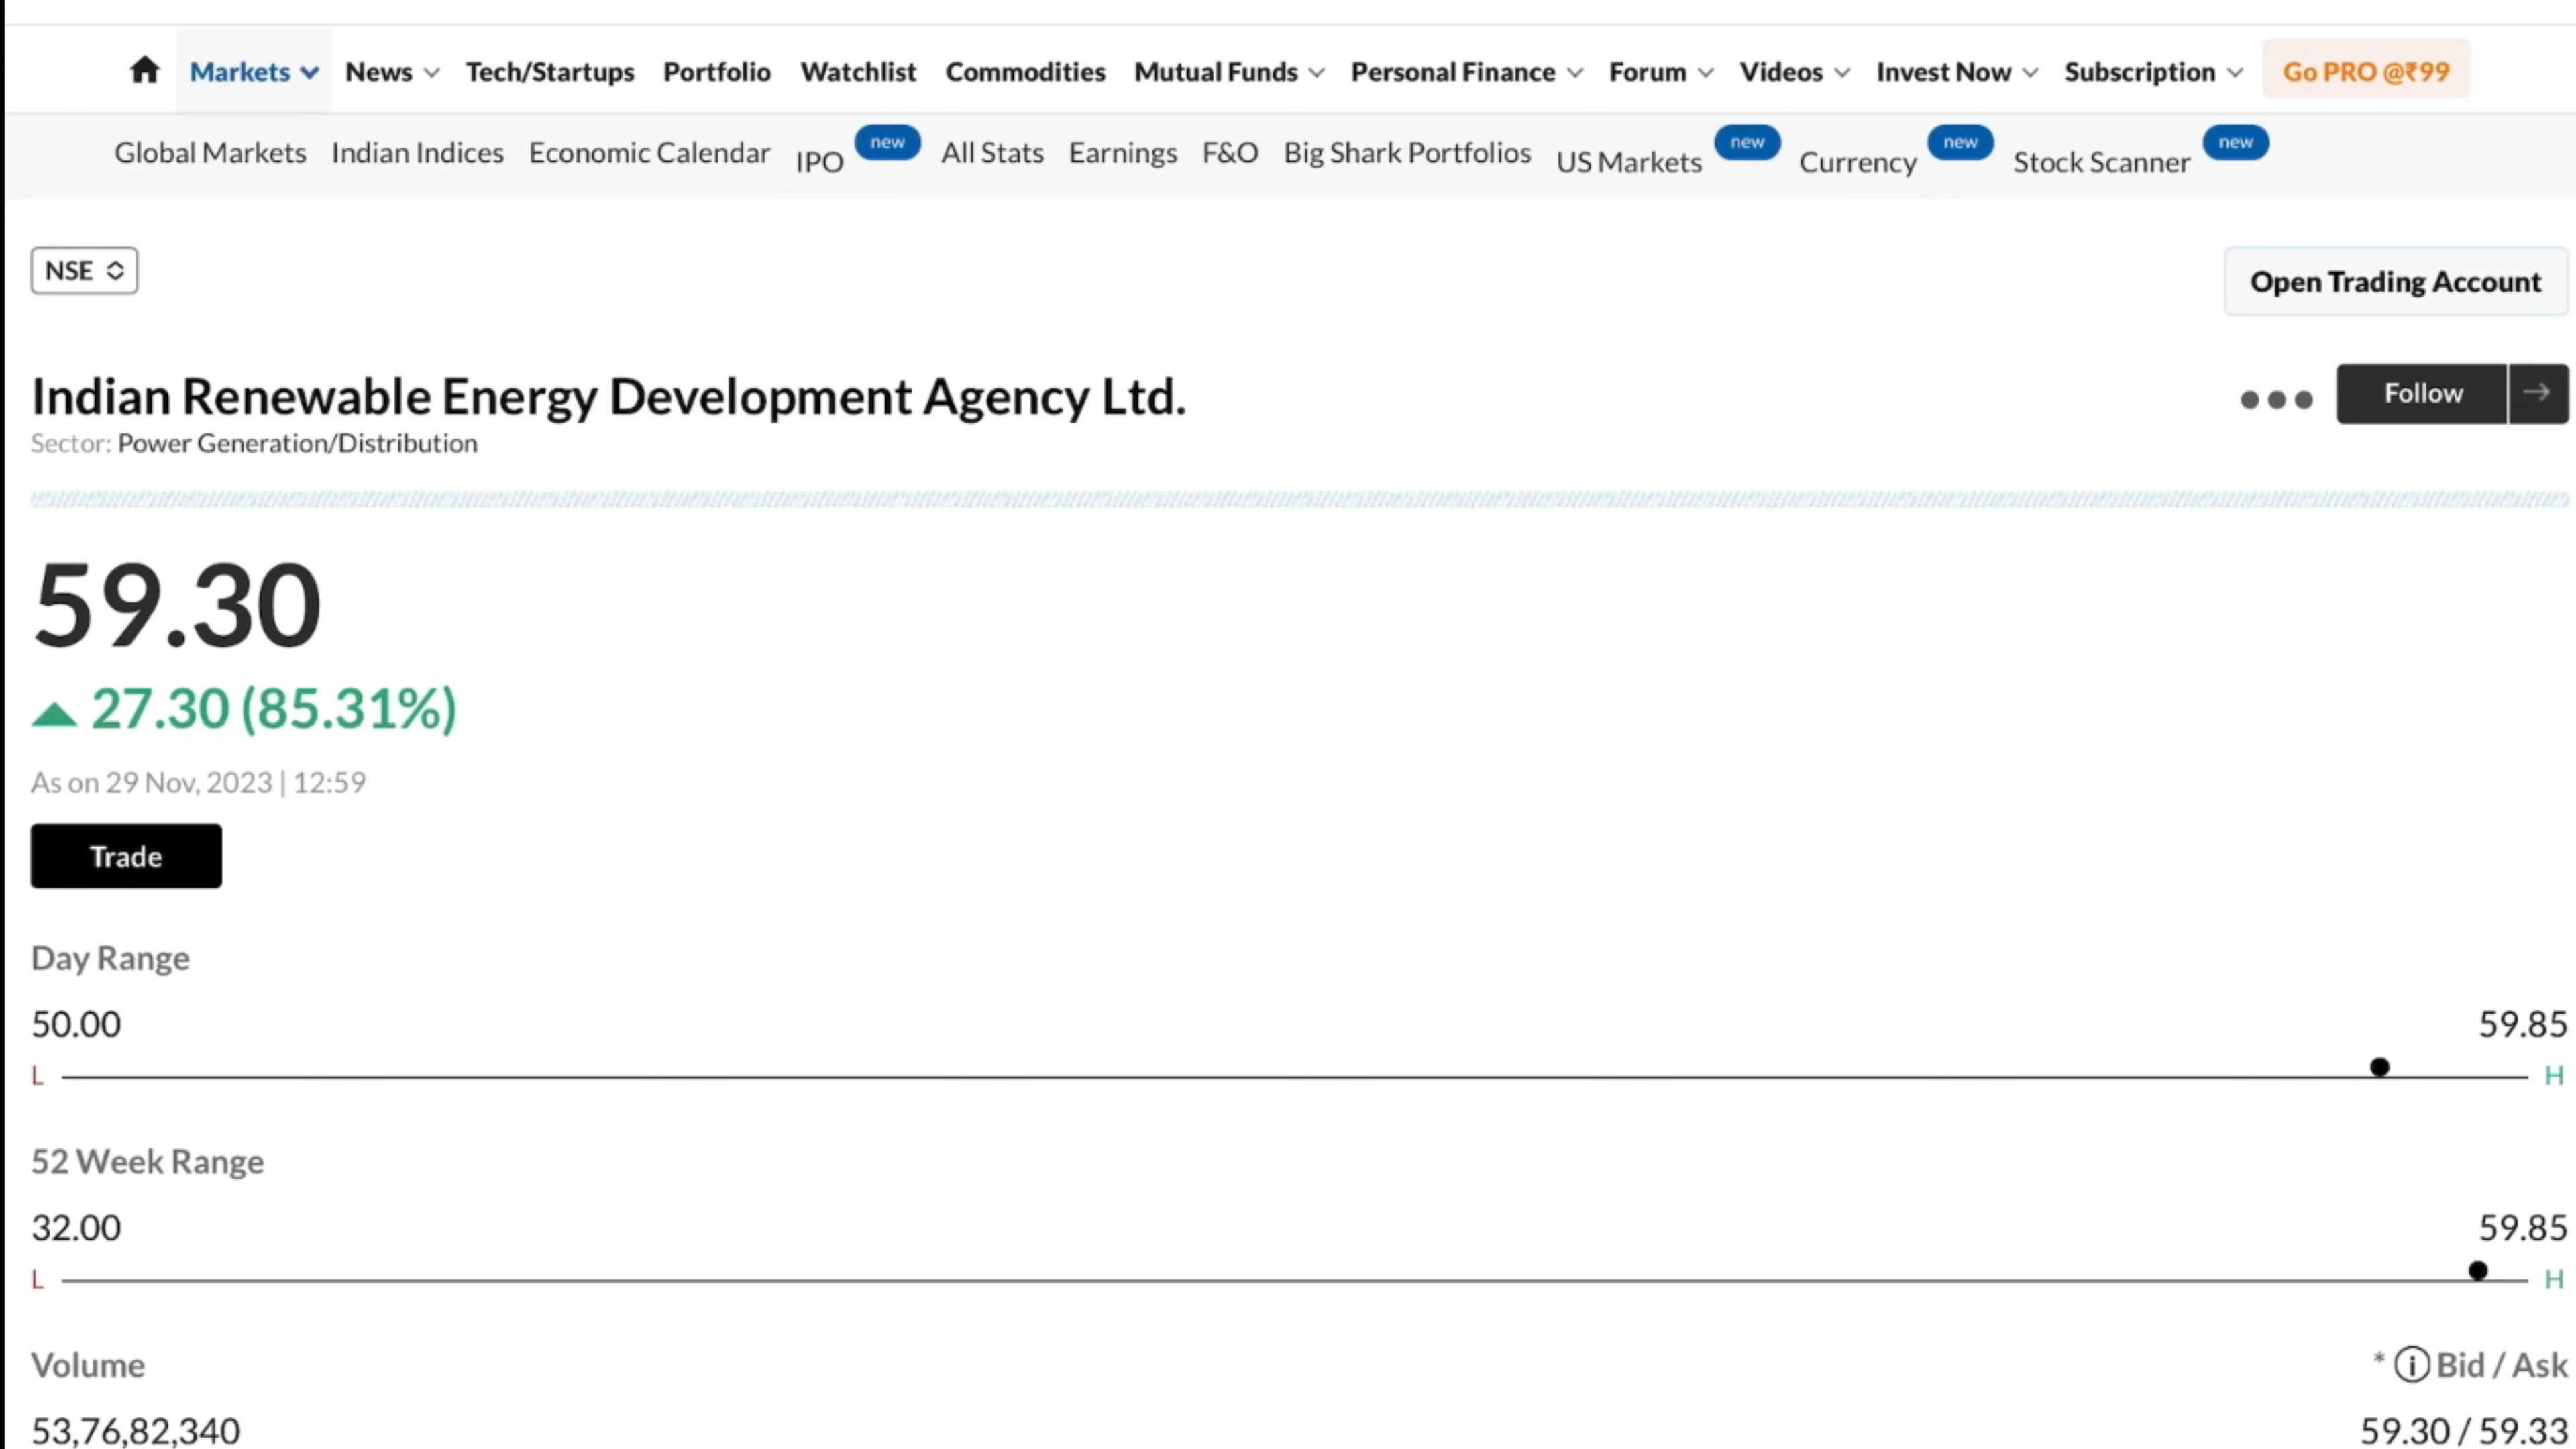 Markets News Tech/Startups Portfolio Watchlist Commodities Mutual Funds Personal Finance Forum Videos Invest Now Subscription Go PRO @₹99
Global Markets Indian Indices Economic Calendar IPO new All Stats Earnings F&O Big Shark Portfolios US Markets new Currency new Stock Scanner new
NSE
Open Trading Account
Indian Renewable Energy Development Agency Ltd.
Follow
Sector: Power Generation/Distribution
59.30
27.30 (85.31%)
As on 29 Nov, 2023 | 12:59
Trade
Day Range
50.00 59.85
L H
52 Week Range
32.00 59.85
L H
Volume * i Bid / Ask
53,76,82,340 59.30 / 59.33